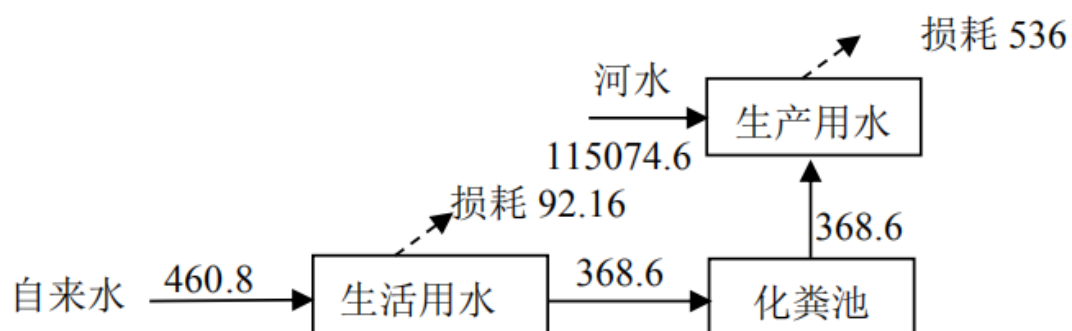 损耗 536
河水
生产用水
115074.6
损耗 92.16
368.6
自来水
460.8
生活用水
368.6
化粪池